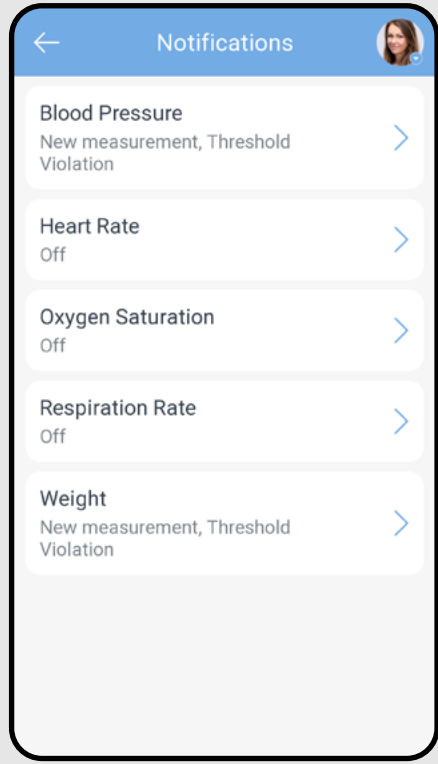 Notifications
Blood Pressure
New measurement, Threshold
Violation
Heart Rate
Off
Oxygen Saturation
Off
Respiration Rate
Off
Weight
New measurement, Threshold
Violation